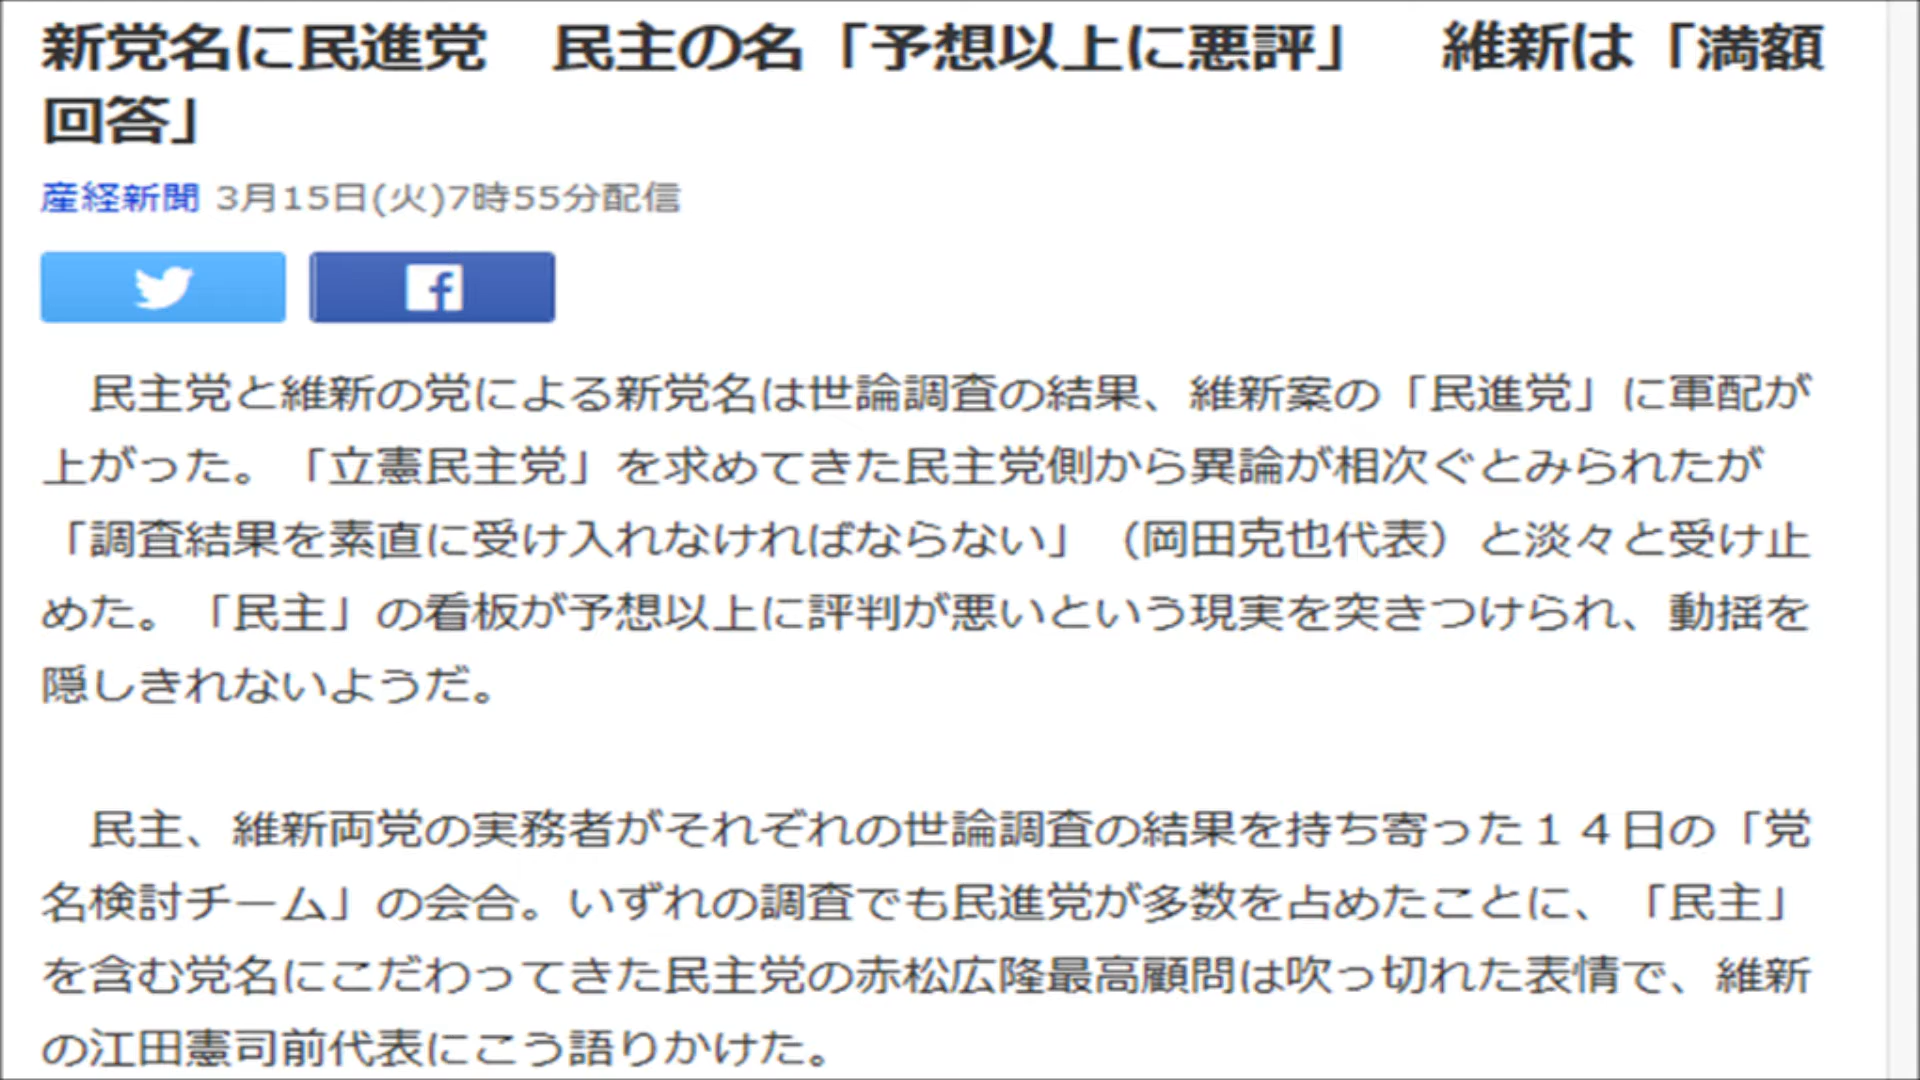 新党名に民進党　民主の名「予想以上に悪評」　維新は「満額
回答」
産経新聞 3月15日(火)7時55分配信
　民主党と維新の党による新党名は世論調査の結果、維新案の「民進党」に軍配が
上がった。「立憲民主党」を求めてきた民主党側から異論が相次ぐとみられたが
「調査結果を素直に受け入れなければならない」（岡田克也代表）と淡々と受け止
めた。「民主」の看板が予想以上に評判が悪いという現実を突きつけられ、動揺を
隠しきれないようだ。
　民主、維新両党の実務者がそれぞれの世論調査の結果を持ち寄った１４日の「党
名検討チーム」の会合。いずれの調査でも民進党が多数を占めたことに、「民主」
を含む党名にこだわってきた民主党の赤松広隆最高顧問は吹っ切れた表情で、維新
の江田憲司前代表にこう語りかけた。